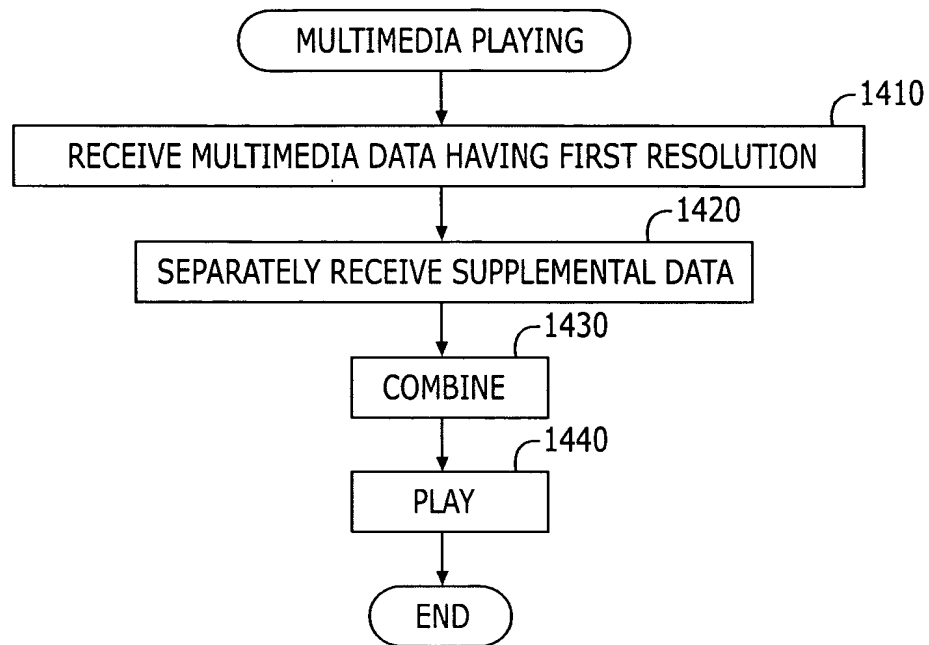 MULTIMEDIA PLAYING
1410
RECEIVE MULTIMEDIA DATA HAVING FIRST RESOLUTION
1420
SEPARATELY RECEIVE SUPPLEMENTAL DATA
1430
COMBINE
1440
PLAY
END